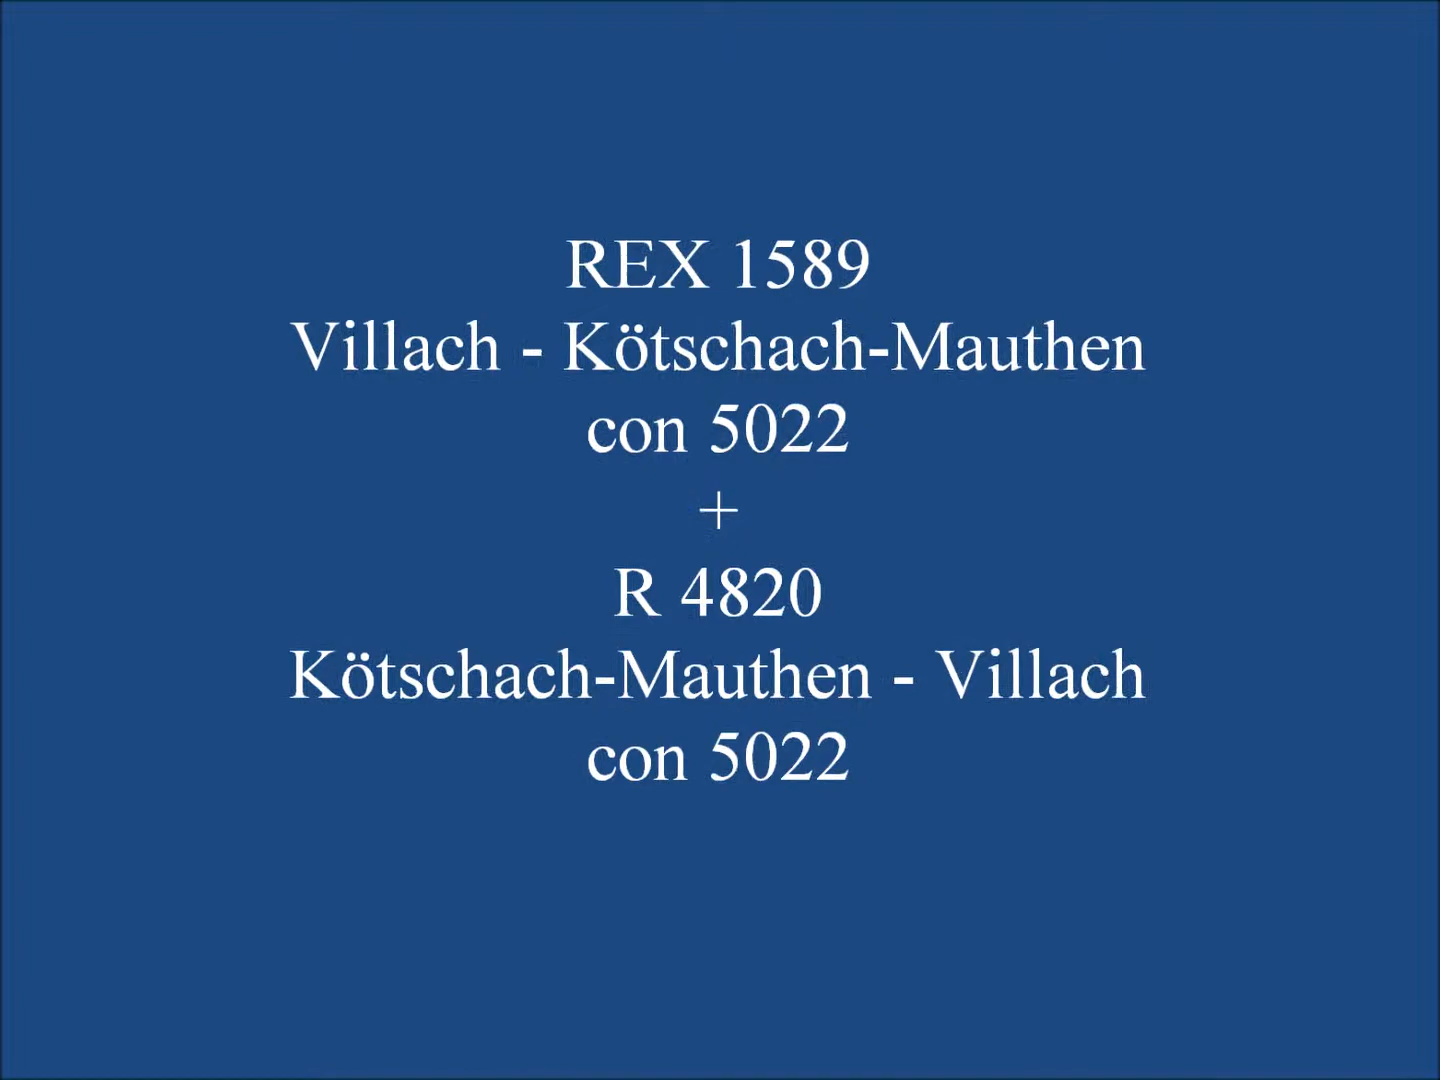 REX 1589
Villach - Kötschach-Mauthen
con 5022
+
R 4820
Kötschach-Mauthen - Villach
con 5022